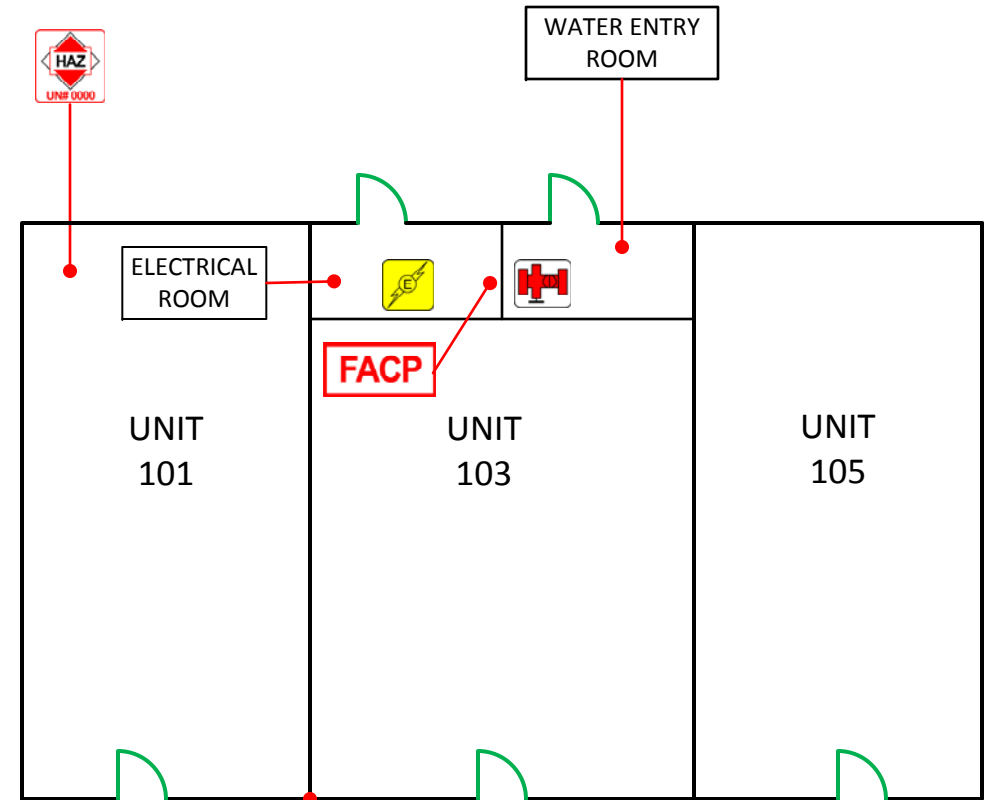 WATER ENTRY
ROOM
HAZ
UN# 0000
ELECTRICAL
ROOM
E
FACP
UNIT
101
UNIT
103
UNIT
105